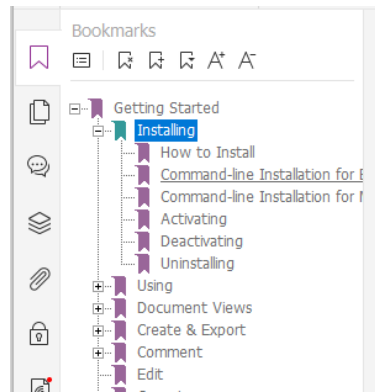 Bookmarks
A+ A-
Getting Started
Installing
How to Install
Command-line Installation for
Command-line Installation for
Activating
Deactivating
Uninstalling
Using
Document Views
Create & Export
Comment
Edit